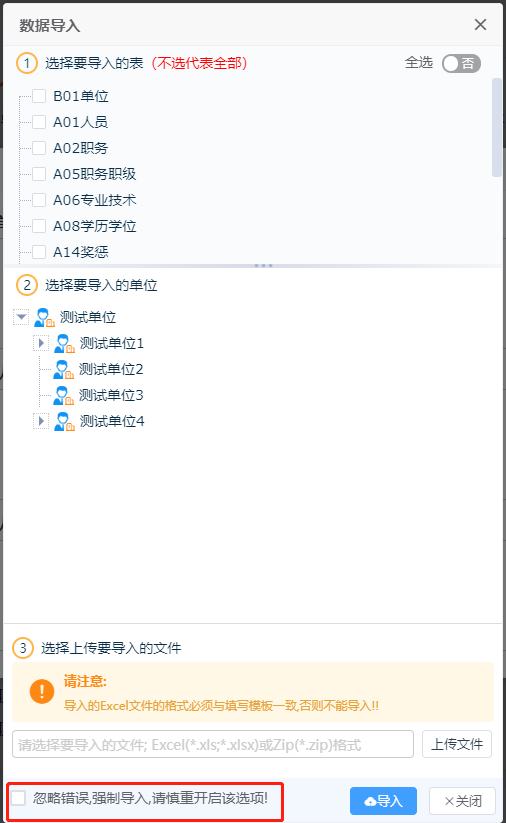 数据导入
1 选择要导入的表（不选代表全部） 全选 否
B01单位
A01人员
A02职务
A05职务职级
A06专业技术
A08学历学位
A14奖惩
2 选择要导入的单位
测试单位
测试单位1
测试单位2
测试单位3
测试单位4
3 选择上传要导入的文件
请注意:
导入的Excel文件的格式必须与填写模板一致,否则不能导入!!
请选择要导入的文件; Excel(*.xls;*.xlsx)或Zip(*.zip)格式 上传文件
忽略错误,强制导入,请慎重开启该选项! 导入 ×关闭